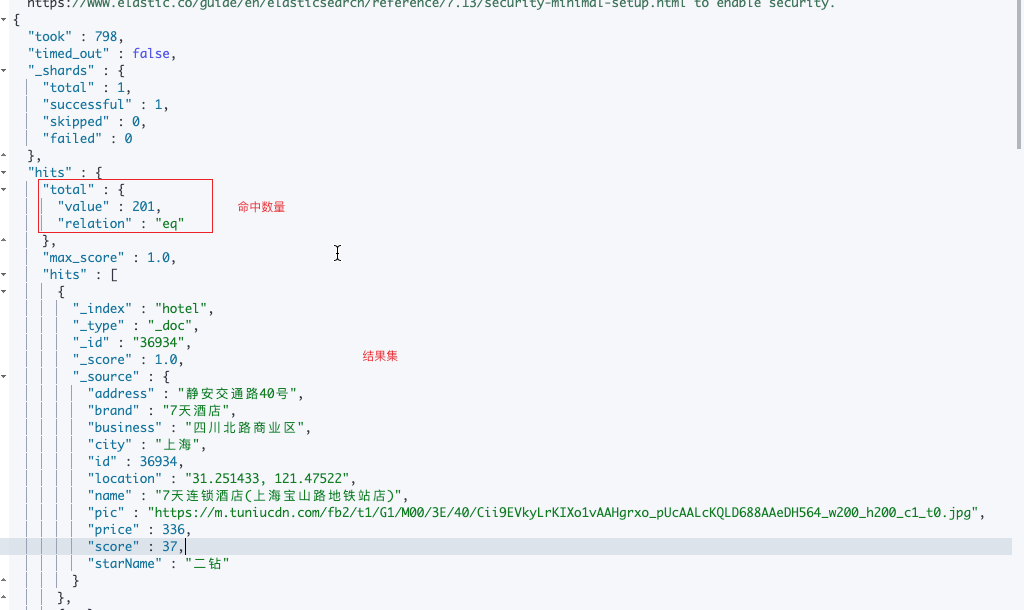 https://www.elastic.co/guide/en/elasticsearch/reference/7.13/security-minimal-setup.html to enable security.
{
"took" : 798,
"timed_out" : false,
"_shards" : {
"total" : 1,
"successful" : 1,
"skipped" : 0,
"failed" : 0
},
"hits" : {
"total" : {
"value" : 201, 命中数量
"relation" : "eq"
},
"max_score" : 1.0,
"hits" : [
{
"_index" : "hotel",
"_type" : "_doc",
"_id" : "36934",
"_score" : 1.0, 结果集
"_source" : {
"address" : "静安交通路40号",
"brand" : "7天酒店",
"business" : "四川北路商业区",
"city" : "上海",
"id" : 36934,
"location" : "31.251433, 121.47522",
"name" : "7天连锁酒店(上海宝山路地铁站店)",
"pic" : "https://m.tuniucdn.com/fb2/t1/G1/M00/3E/40/Cii9EVkyLrKIXo1vAAHgrxo_pUcAALcKQLD688AAeDH564_w200_h200_c1_t0.jpg",
"price" : 336,
"score" : 37,
"starName" : "二钻"
}
},